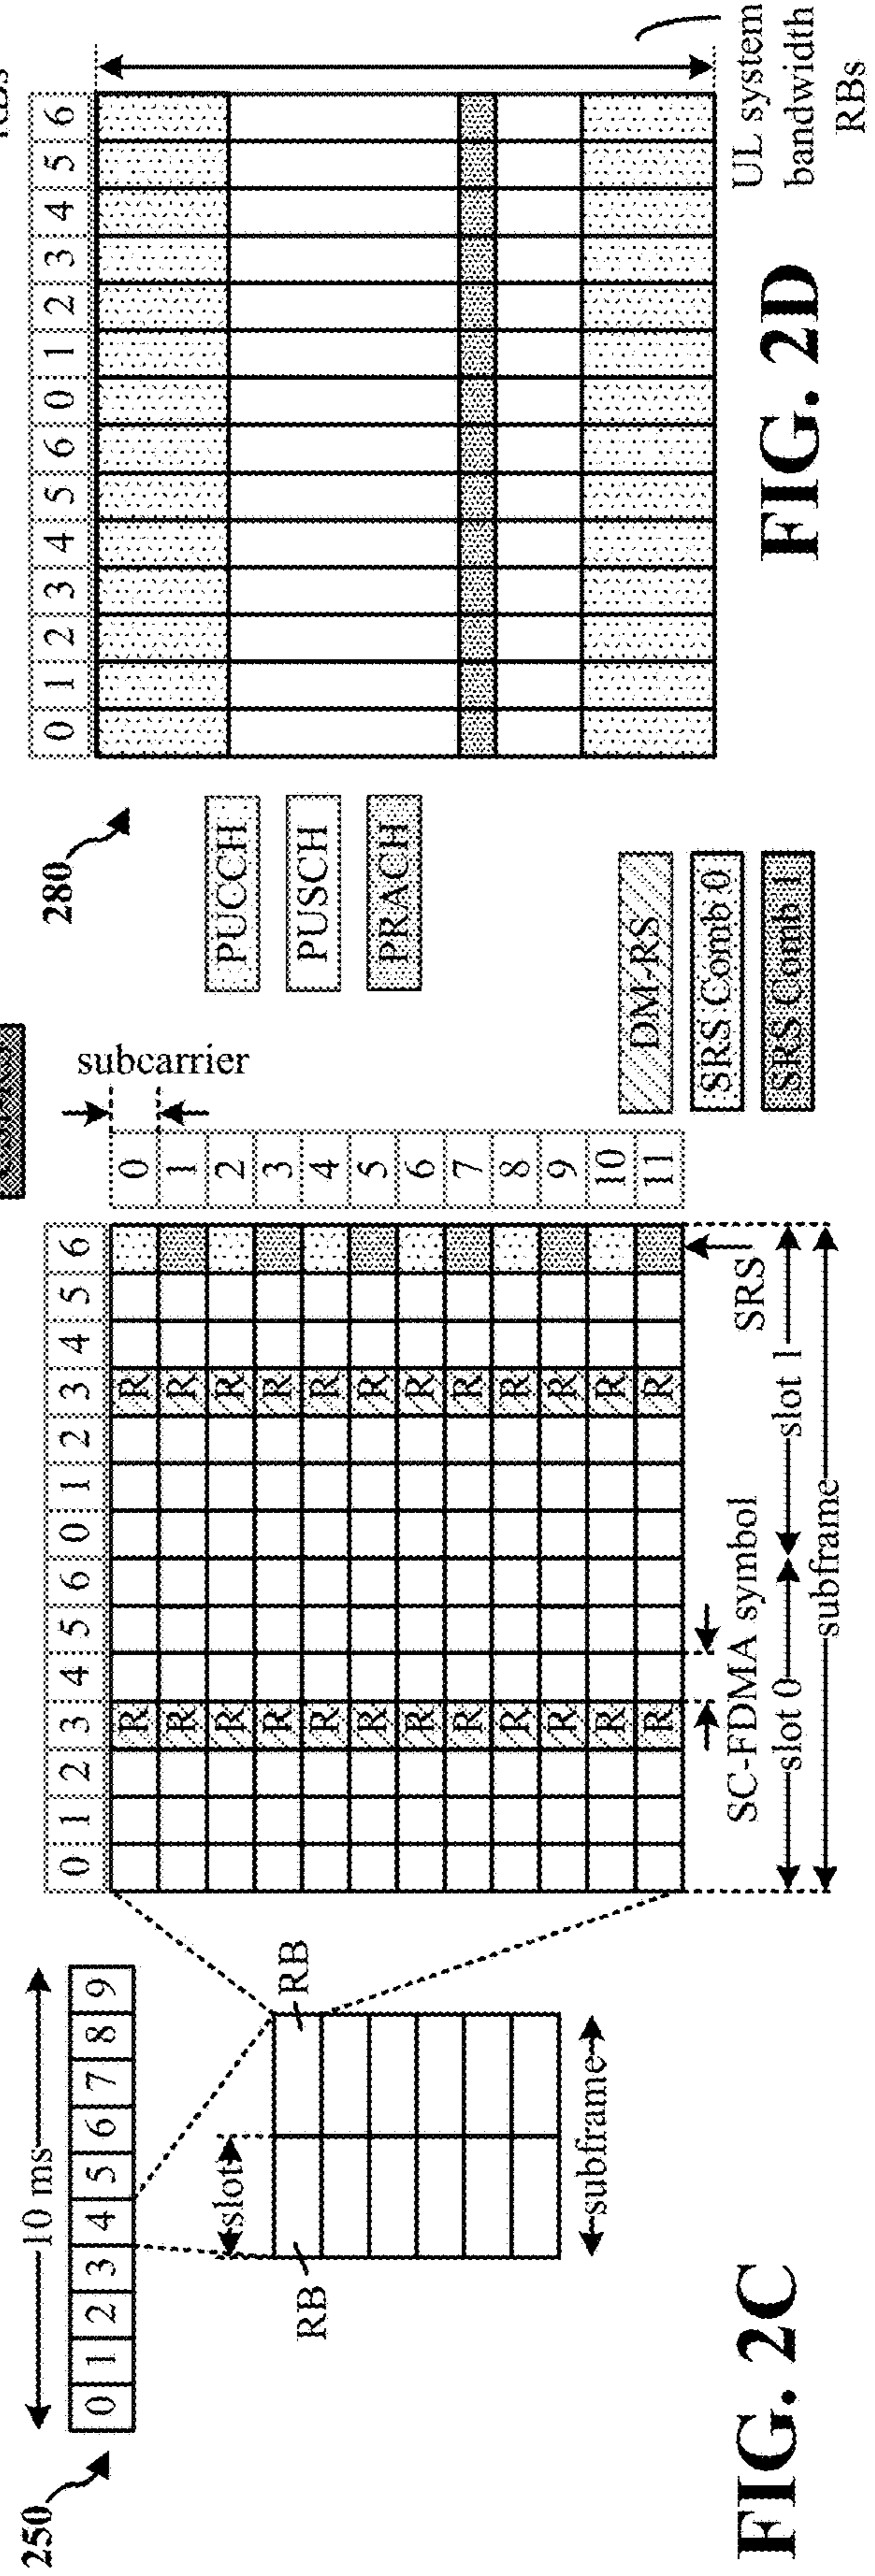 250
10 ms
0 1 2 3 4 5 6 7 8 9
slot
RB
RB
subframe
FIG. 2C
0 1 2 3 4 5 6 0 1 2 3 4 5 6
subcarrier
0
1
2
3
4
5
6
7
8
9
10
11
R R
R R
R R
R R
R R
R R
R R
R R
R R
R R
R R
R R
SC-FDMA symbol
SRS
slot 0
slot 1
subframe
DM-RS
SRS Comb 0
SRS Comb 1
280
PUCCH
PUSCH
PRACH
0 1 2 3 4 5 6 0 1 2 3 4 5 6
UL system
bandwidth
RBs
FIG. 2D